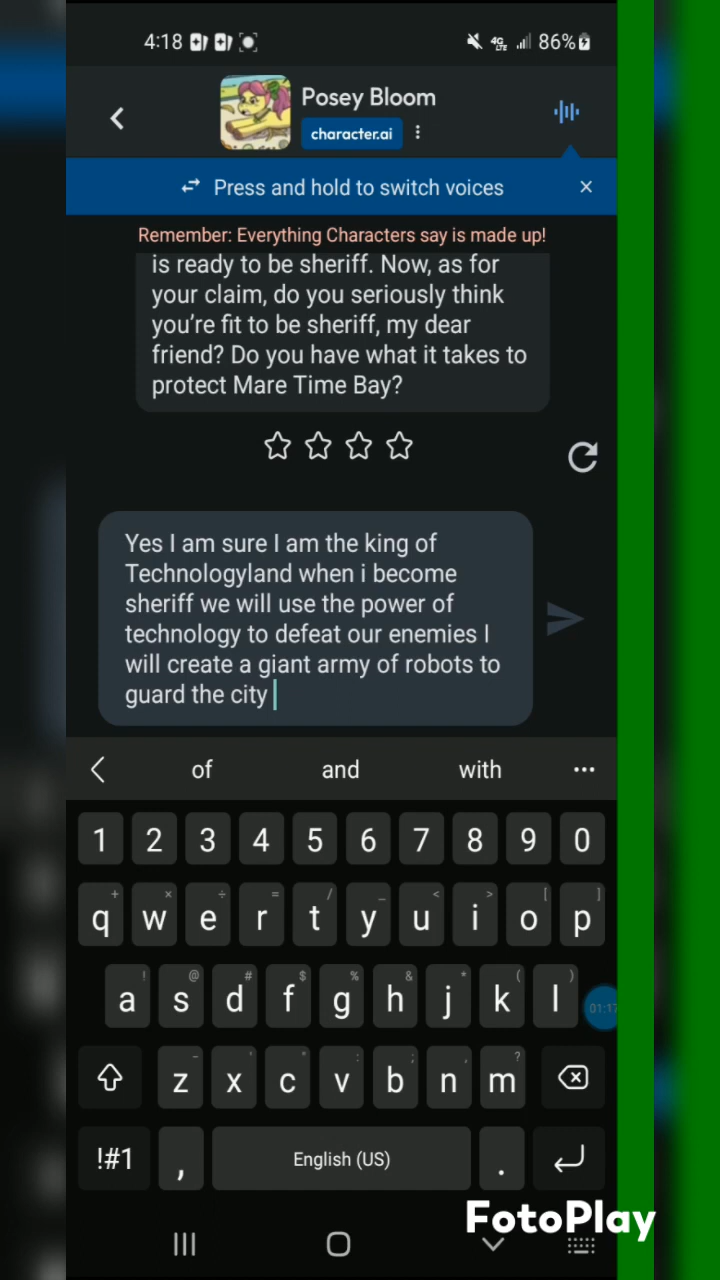 4:18
4G LTE 86%
Posey Bloom
character.ai
Press and hold to switch voices
Remember: Everything Characters say is made up!
is ready to be sheriff. Now, as for
your claim, do you seriously think
you're fit to be sheriff, my dear
friend? Do you have what it takes to
protect Mare Time Bay?
Yes I am sure I am the king of
Technologyland when i become
sheriff we will use the power of
technology to defeat our enemies I
will create a giant army of robots to
guard the city
of and with
1 2 3 4 5 6 7 8 9 0
+ × ÷ = / _ < > [ ]
q w e r t y u i o p
! @ # $ % & * ( )
a s d f g h j k l
01:17
- ' " : ; , ?
z x c v b n m
!#1 , English (US) .
FotoPlay